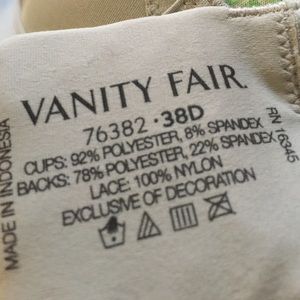 VANITY FAIR.
76382 · 38D
CUPS: 92% POLYESTER, 8% SPANDEX
BACKS: 78% POLYESTER, 22% SPANDEX
LACE: 100% NYLON
EXCLUSIVE OF DECORATION
MADE IN INDONESIA
RN 16345